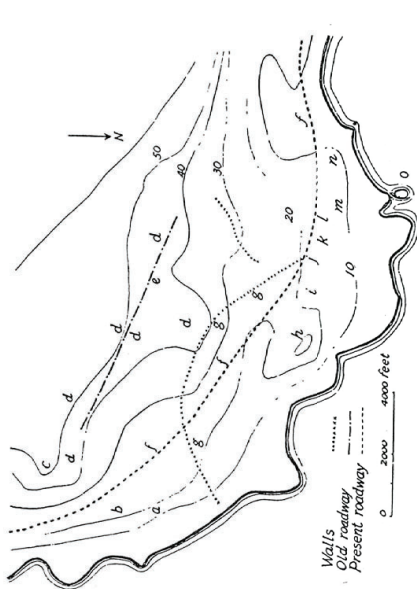 N
50
40
30
f
d
e
d
d
d
d
d
c
g
g
g
20
n
m
l
k
j
i
h
10
O
f
f
b
a
Walls
Old roadway
Present roadway
0 2000 4000 feet